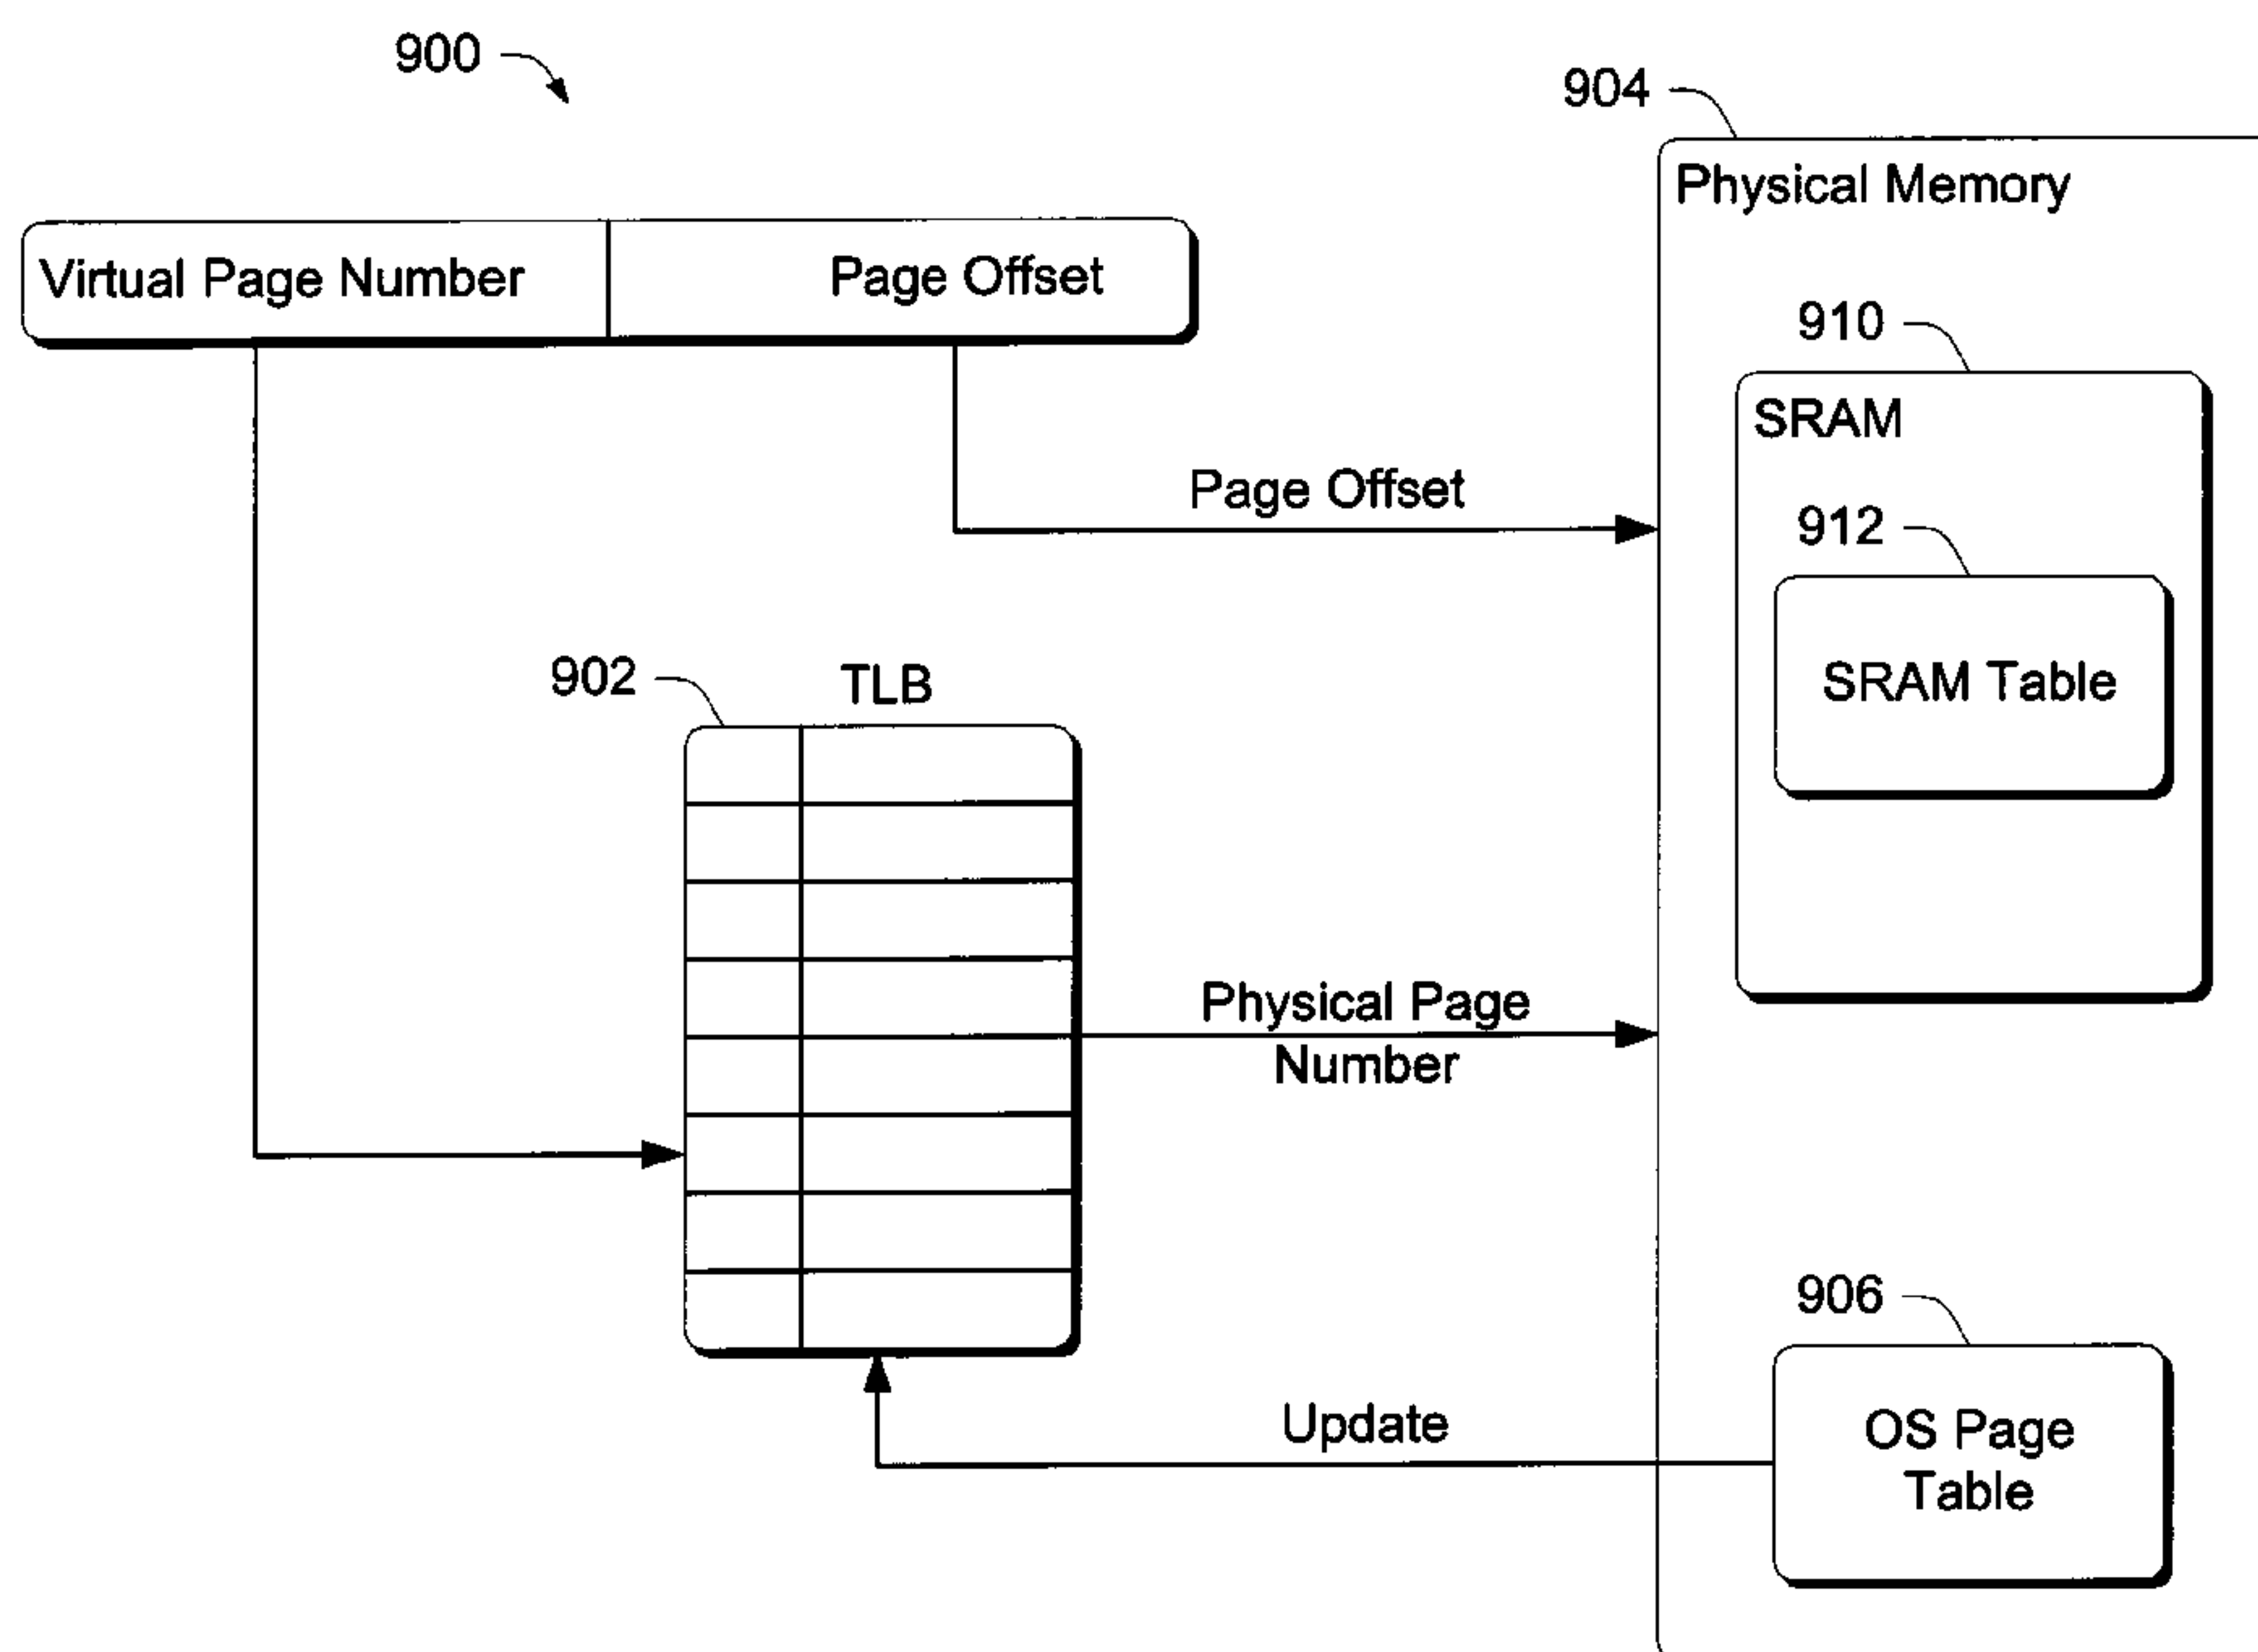 900
904
Physical Memory
Virtual Page Number
Page Offset
910
SRAM
Page Offset
912
SRAM Table
902
TLB
Physical Page
Number
906
OS Page
Table
Update